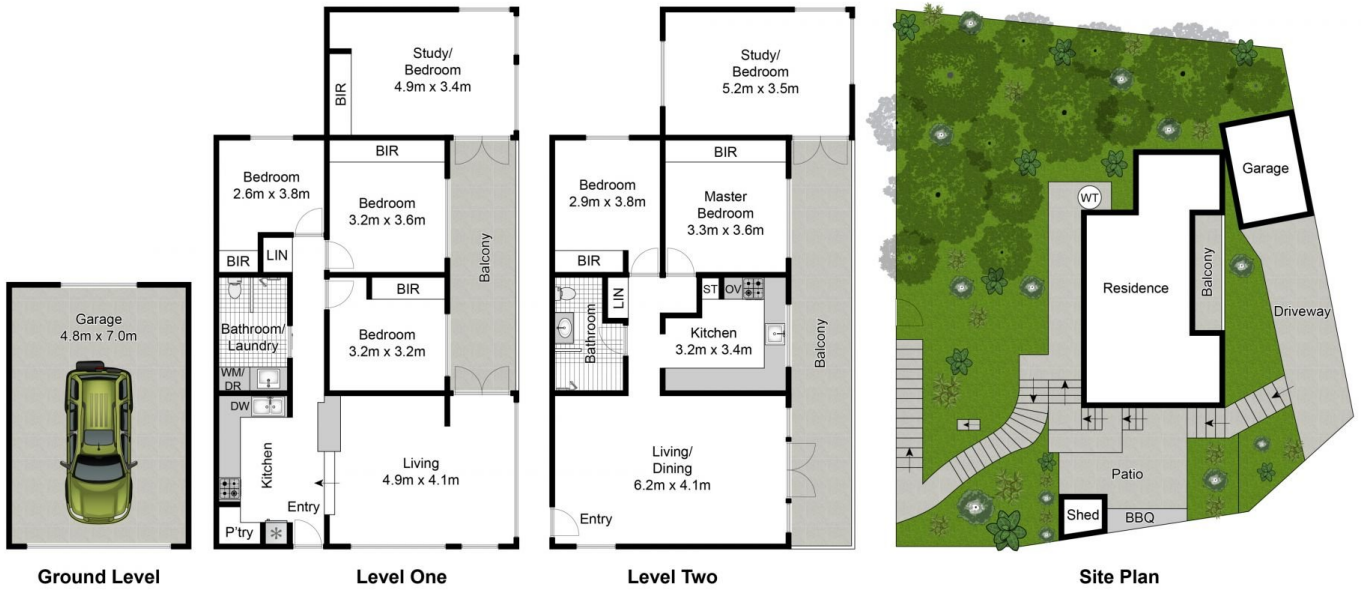 Garage
4.8m x 7.0m
Ground Level
Study/
Bedroom
4.9m x 3.4m
BIR
BIR
Bedroom
2.6m x 3.8m
Bedroom
3.2m x 3.6m
BIR
LIN
BIR
Bathroom/
Laundry
Bedroom
3.2m x 3.2m
WM/
DR
DW
Kitchen
Living
4.9m x 4.1m
Entry
P'try
Balcony
Level One
Study/
Bedroom
5.2m x 3.5m
BIR
Bedroom
2.9m x 3.8m
Master
Bedroom
3.3m x 3.6m
BIR
LIN
ST
OV
Bathroom
Kitchen
3.2m x 3.4m
Balcony
Living/
Dining
6.2m x 4.1m
Entry
Level Two
Garage
WT
Residence
Balcony
Driveway
Patio
Shed
BBQ
Site Plan